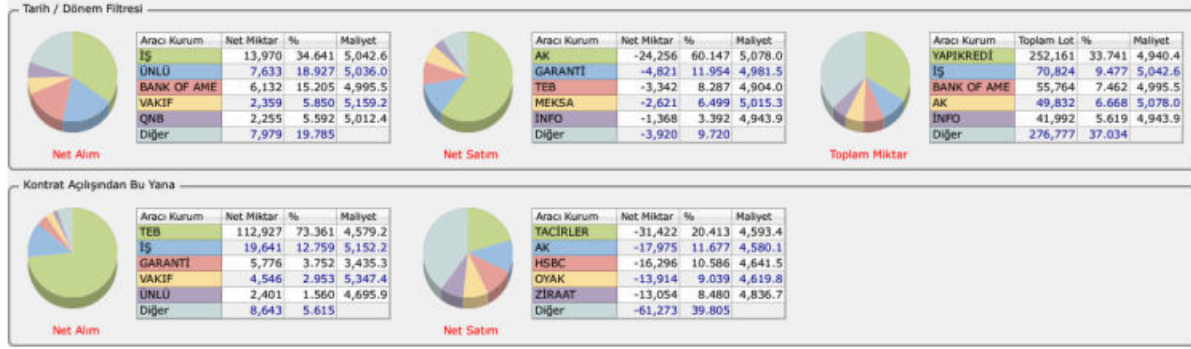 Tarih / Dönem Filtresi
Aracı Kurum Net Miktar % Maliyet
İŞ 13,970 34.641 5,042.6
ÜNLÜ 7,633 18.927 5,036.0
BANK OF AME 6,132 15.205 4,995.5
VAKIF 2,359 5.850 5,159.2
QNB 2,255 5.592 5,012.4
Diğer 7,979 19.785
Net Alım
Aracı Kurum Net Miktar % Maliyet
AK -24,256 60.147 5,078.0
GARANTİ -4,821 11.954 4,981.5
TEB -3,342 8.287 4,904.0
MEKSA -2,621 6.499 5,015.3
İNFO -1,368 3.392 4,943.9
Diğer -3,920 9.720
Net Satım
Aracı Kurum Toplam Lot % Maliyet
YAPIKREDİ 252,161 33.741 4,940.4
İŞ 70,824 9.477 5,042.6
BANK OF AME 55,764 7.462 4,995.5
AK 49,832 6.668 5,078.0
İNFO 41,992 5.619 4,943.9
Diğer 276,777 37.034
Toplam Miktar
Kontrat Açılışından Bu Yana
Aracı Kurum Net Miktar % Maliyet
TEB 112,927 73.361 4,579.2
İŞ 19,641 12.759 5,152.2
GARANTİ 5,776 3.752 3,435.3
VAKIF 4,546 2.953 5,347.4
ÜNLÜ 2,401 1.560 4,695.9
Diğer 8,643 5.615
Net Alım
Aracı Kurum Net Miktar % Maliyet
TACİRLER -31,422 20.413 4,593.4
AK -17,975 11.677 4,580.1
HSBC -16,296 10.586 4,641.5
OYAK -13,914 9.039 4,619.8
ZİRAAT -13,054 8.480 4,836.7
Diğer -61,273 39.805
Net Satım